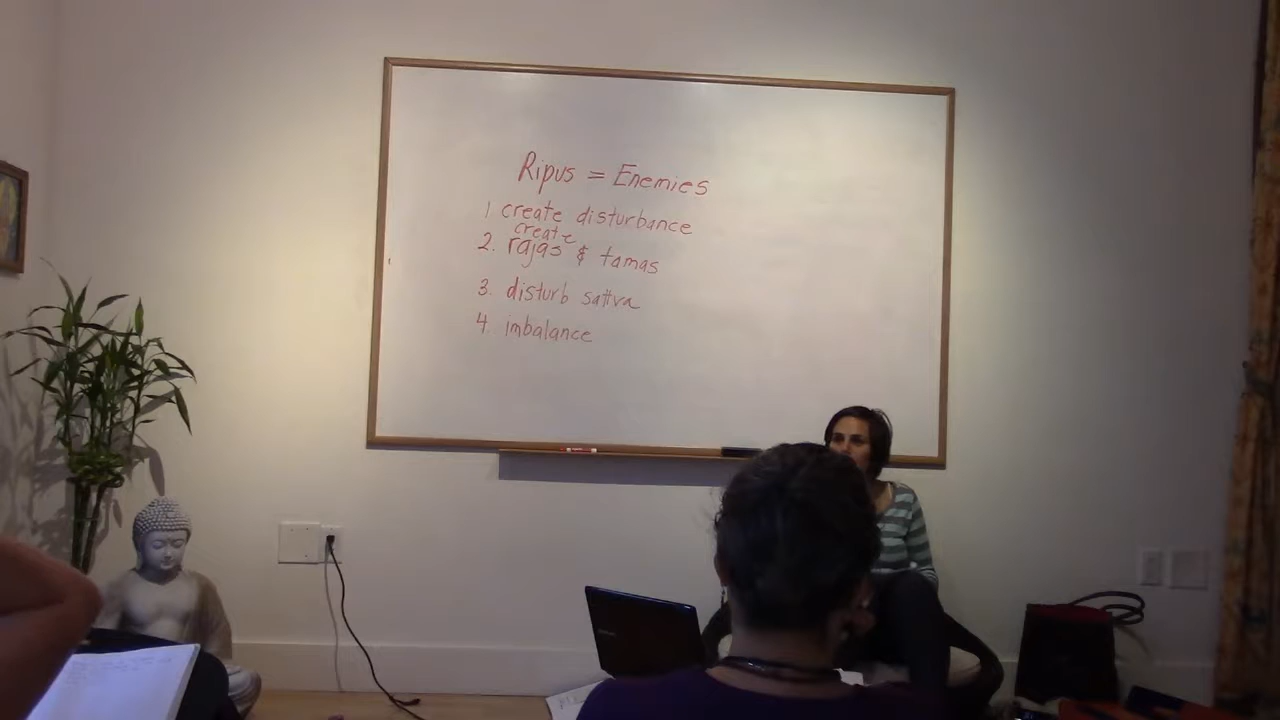 Ripus = Enemies
1. create disturbance
create
2. rajas & tamas
3. disturb sattva
4. imbalance